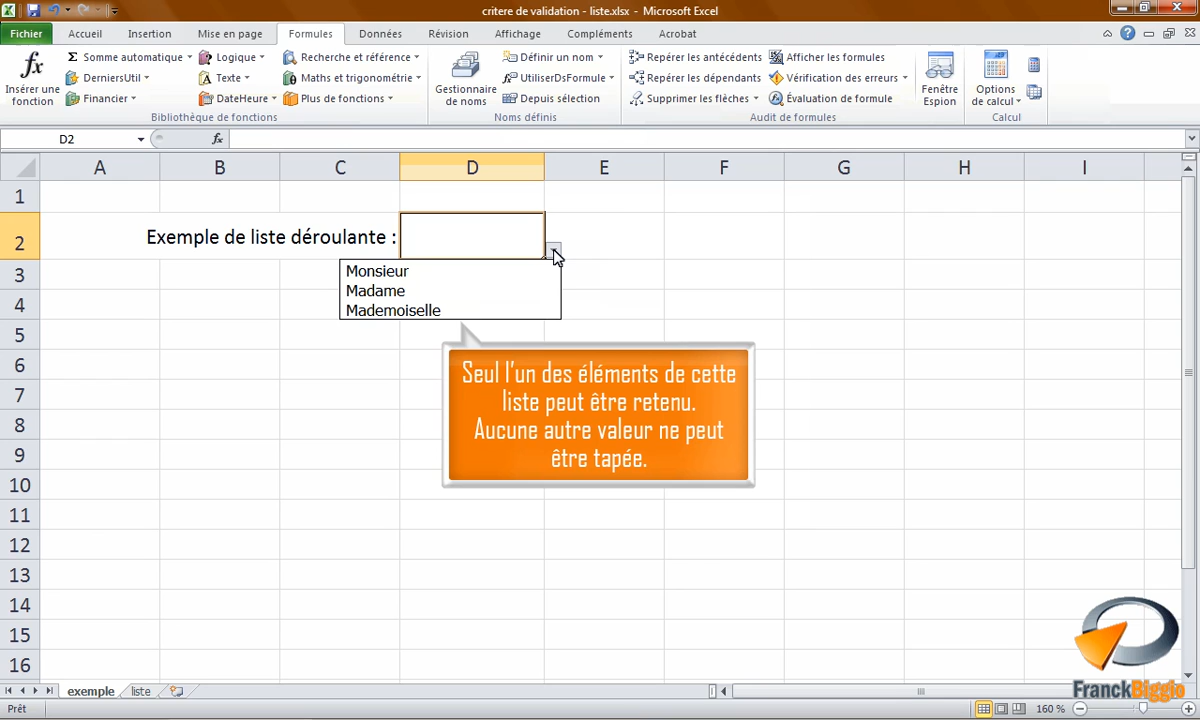 critere de validation - liste.xlsx - Microsoft Excel
Fichier Accueil Insertion Mise en page Formules Données Révision Affichage Compléments Acrobat
Insérer une fonction
Somme automatique
DerniersUtil
Financier
Logique
Texte
DateHeure
Recherche et référence
Maths et trigonométrie
Plus de fonctions
Bibliothèque de fonctions
Gestionnaire de noms
Définir un nom
UtiliserDsFormule
Depuis sélection
Noms définis
Repérer les antécédents
Repérer les dépendants
Supprimer les flèches
Afficher les formules
Vérification des erreurs
Évaluation de formule
Audit de formules
Fenêtre Espion
Options de calcul
Calcul
D2 fx
A B C D E F G H I
1
2 Exemple de liste déroulante :
3 Monsieur
Madame
4 Mademoiselle
5
6
7
8
9
10
11
12
13
14
15
16
Seul l'un des éléments de cette
liste peut être retenu.
Aucune autre valeur ne peut
être tapée.
FranckBiggio
exemple liste
Prêt 160 %